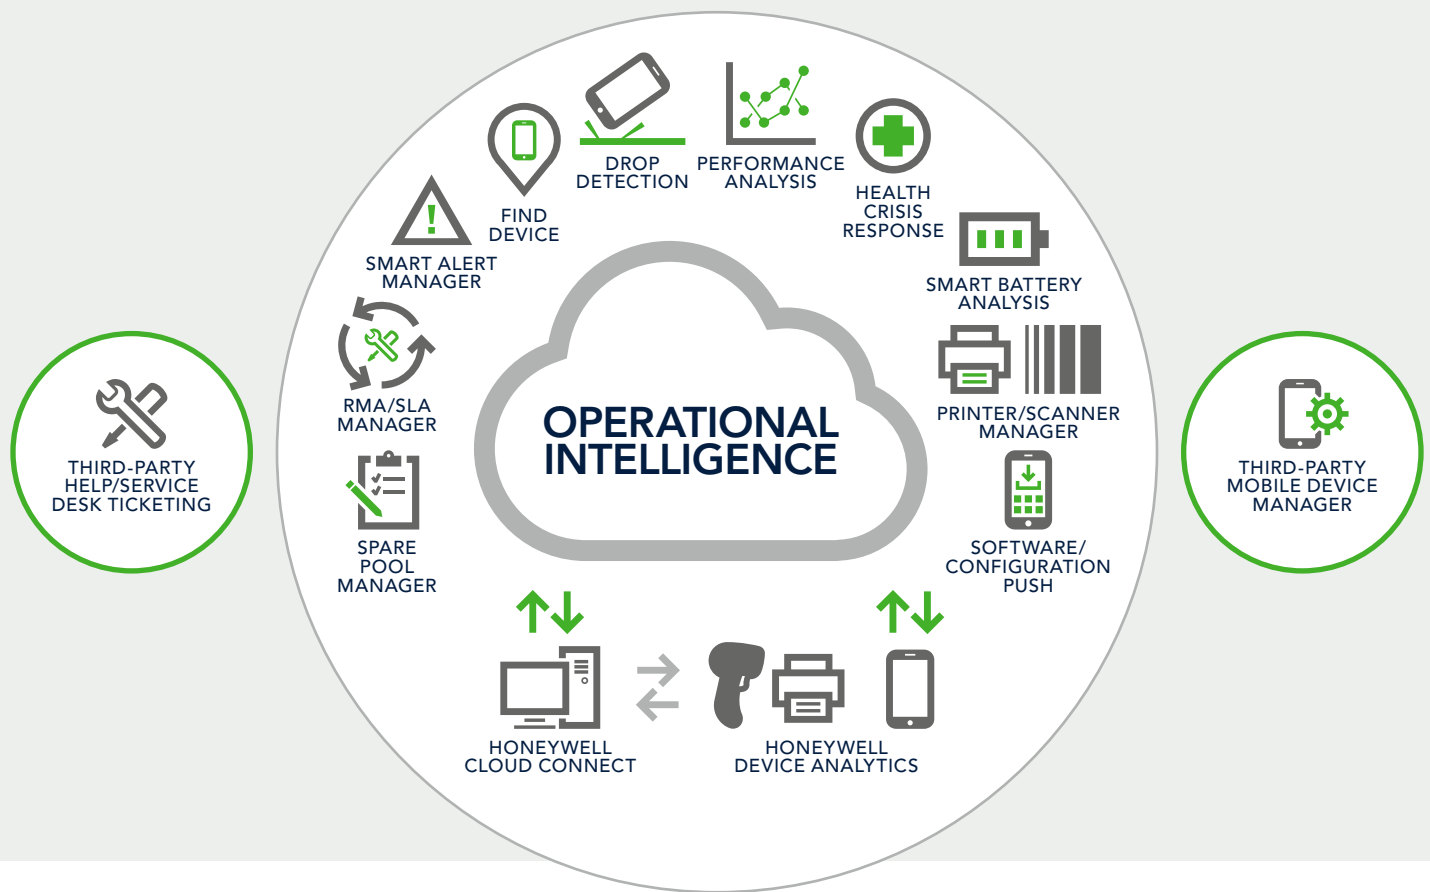 DROP
DETECTION
PERFORMANCE
ANALYSIS
HEALTH
CRISIS
RESPONSE
FIND
DEVICE
SMART ALERT
MANAGER
SMART BATTERY
ANALYSIS
RMA/SLA
MANAGER
OPERATIONAL
INTELLIGENCE
PRINTER/SCANNER
MANAGER
THIRD-PARTY
HELP/SERVICE
DESK TICKETING
THIRD-PARTY
MOBILE DEVICE
MANAGER
SPARE
POOL
MANAGER
SOFTWARE/
CONFIGURATION
PUSH
HONEYWELL
CLOUD CONNECT
HONEYWELL
DEVICE ANALYTICS